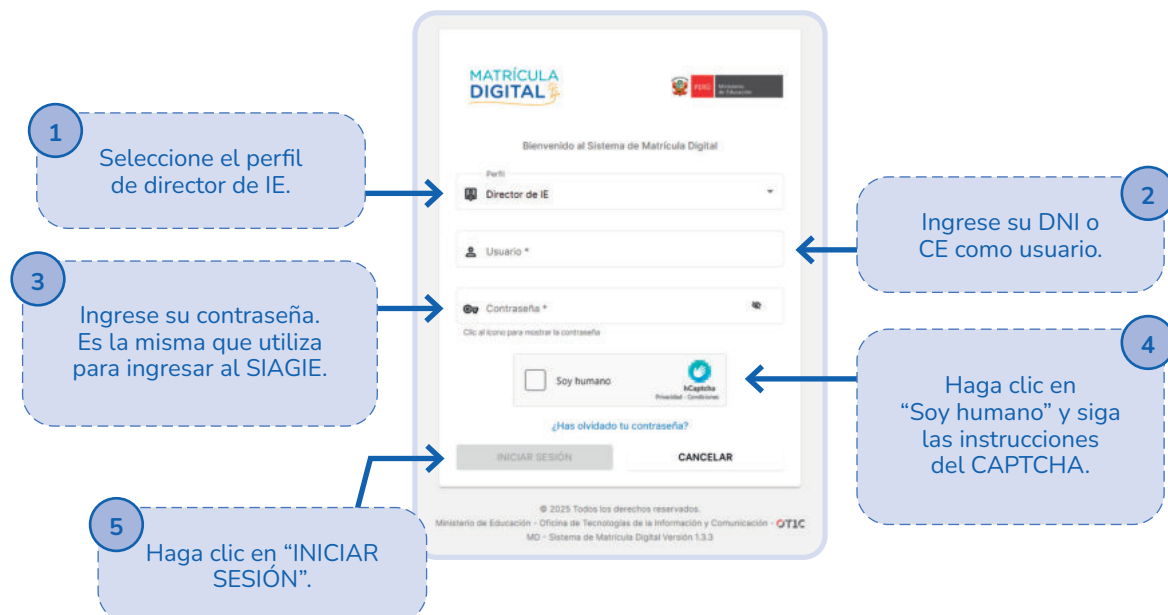 MATRÍCULA
DIGITAL
PERÚ
Ministerio
de Educación
1
Seleccione el perfil
de director de IE.
Bienvenido al Sistema de Matrícula Digital
Perfil
Director de IE
2
Ingrese su DNI o
CE como usuario.
Usuario *
3
Ingrese su contraseña.
Es la misma que utiliza
para ingresar al SIAGIE.
Contraseña *
Clic al ícono para mostrar la contraseña
4
Haga clic en
“Soy humano” y siga
las instrucciones
del CAPTCHA.
Soy humano
hCaptcha
Privacidad - Condiciones
¿Has olvidado tu contraseña?
INICIAR SESIÓN
CANCELAR
5
Haga clic en “INICIAR
SESIÓN”.
© 2025 Todos los derechos reservados.
Ministerio de Educación - Oficina de Tecnologías de la Información y Comunicación - OTIC
MD - Sistema de Matrícula Digital Versión 1.3.3